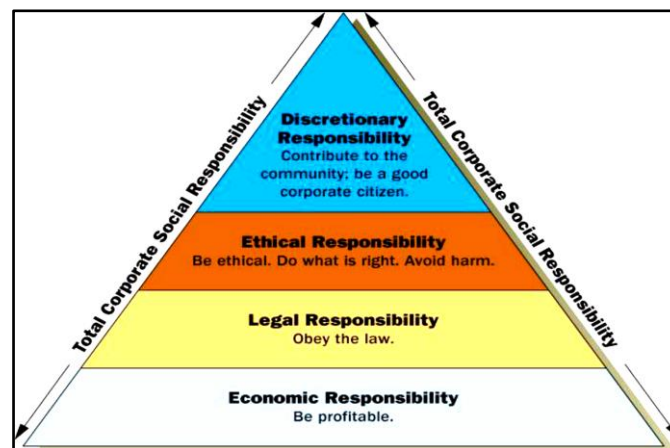 Total Corporate Social Responsibility
Total Corporate Social Responsibility
Discretionary
Responsibility
Contribute to the
community; be a good
corporate citizen.
Ethical Responsibility
Be ethical. Do what is right. Avoid harm.
Legal Responsibility
Obey the law.
Economic Responsibility
Be profitable.